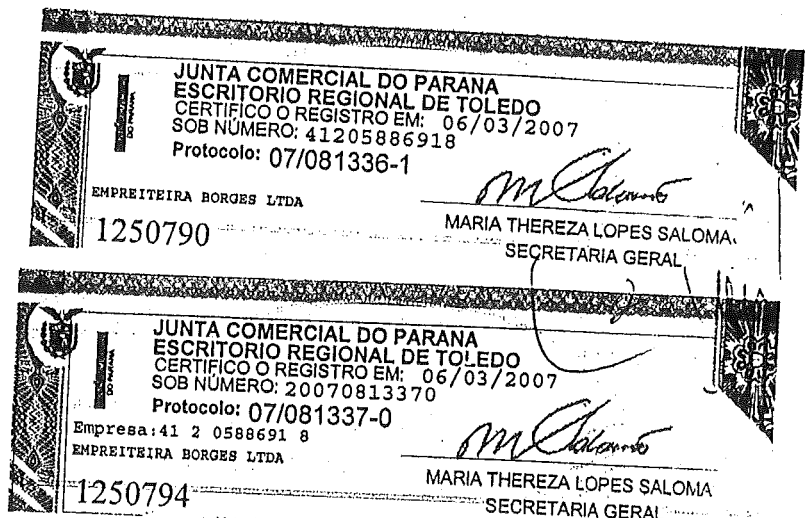 JUNTA COMERCIAL DO PARANA
ESCRITORIO REGIONAL DE TOLEDO
CERTIFICO O REGISTRO EM: 06/03/2007
SOB NÚMERO: 41205886918
Protocolo: 07/081336-1
EMPREITEIRA BORGES LTDA
1250790
MARIA THEREZA LOPES SALOMA
SECRETARIA GERAL
JUNTA COMERCIAL DO PARANA
ESCRITORIO REGIONAL DE TOLEDO
CERTIFICO O REGISTRO EM: 06/03/2007
SOB NÚMERO: 20070813370
Protocolo: 07/081337-0
Empresa:41 2 0588691 8
EMPREITEIRA BORGES LTDA
1250794
MARIA THEREZA LOPES SALOMA
SECRETARIA GERAL